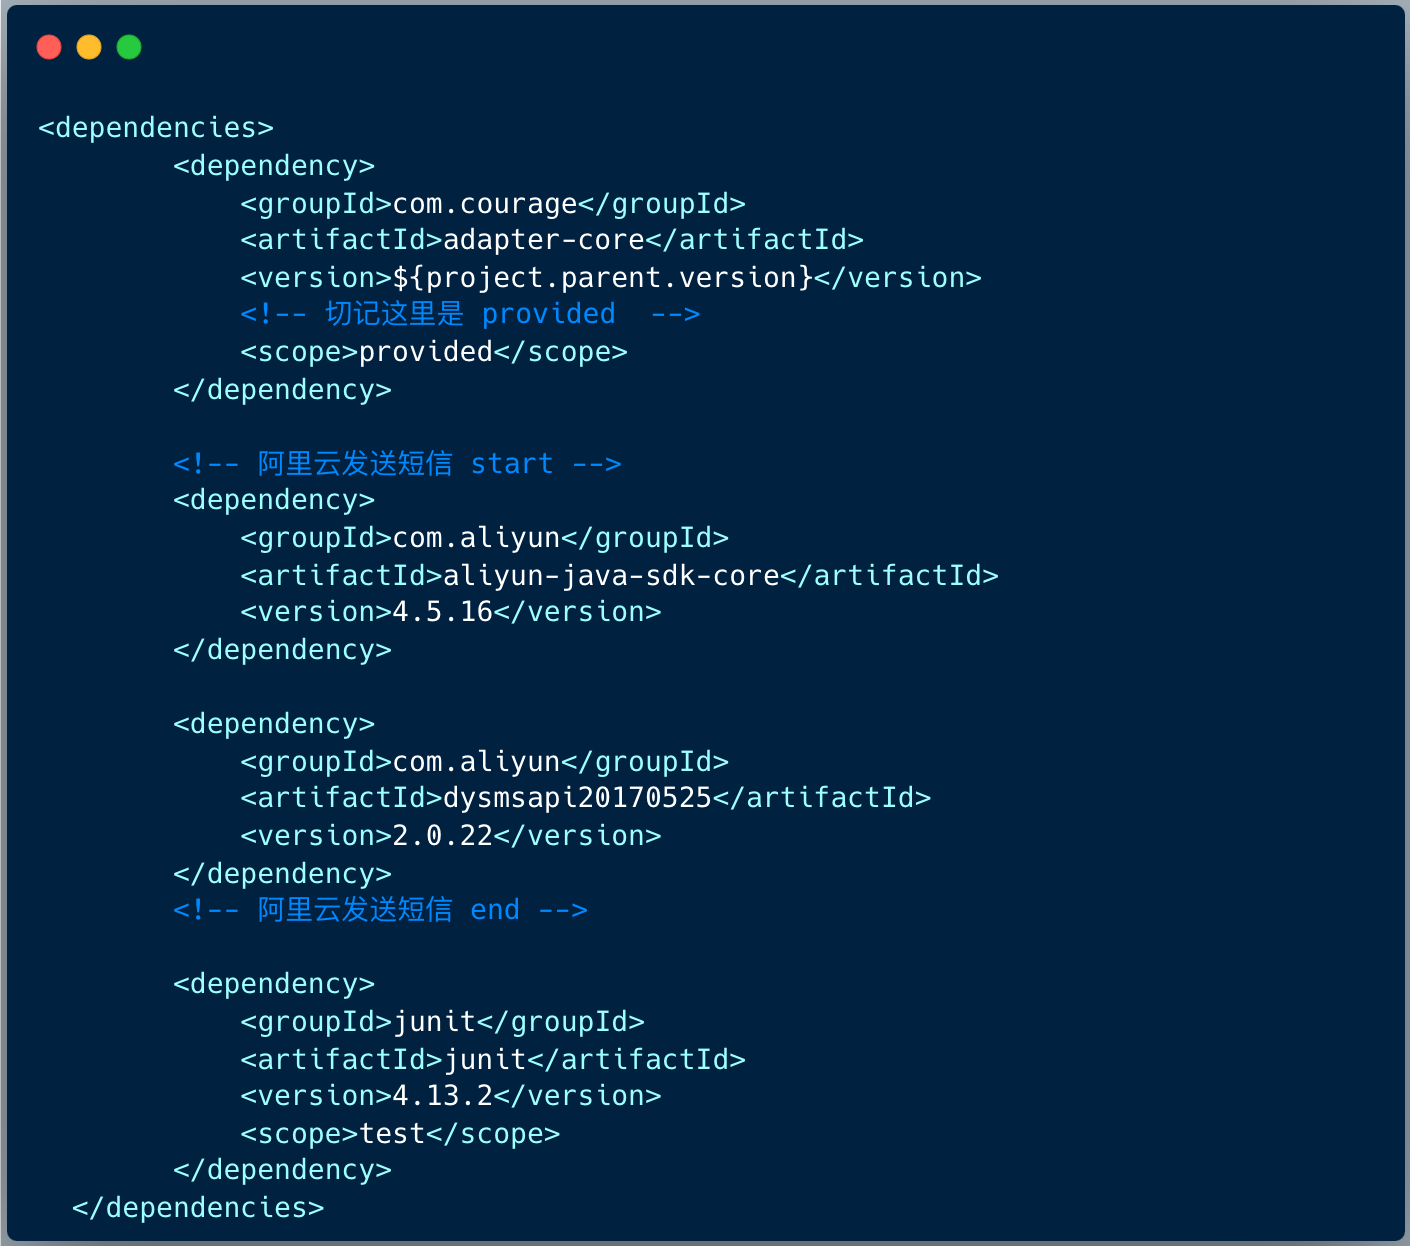 <dependencies>
<dependency>
<groupId>com.courage</groupId>
<artifactId>adapter-core</artifactId>
<version>${project.parent.version}</version>
<!-- 切记这里是 provided  -->
<scope>provided</scope>
</dependency>
<!-- 阿里云发送短信 start -->
<dependency>
<groupId>com.aliyun</groupId>
<artifactId>aliyun-java-sdk-core</artifactId>
<version>4.5.16</version>
</dependency>
<dependency>
<groupId>com.aliyun</groupId>
<artifactId>dysmsapi20170525</artifactId>
<version>2.0.22</version>
</dependency>
<!-- 阿里云发送短信 end -->
<dependency>
<groupId>junit</groupId>
<artifactId>junit</artifactId>
<version>4.13.2</version>
<scope>test</scope>
</dependency>
</dependencies>